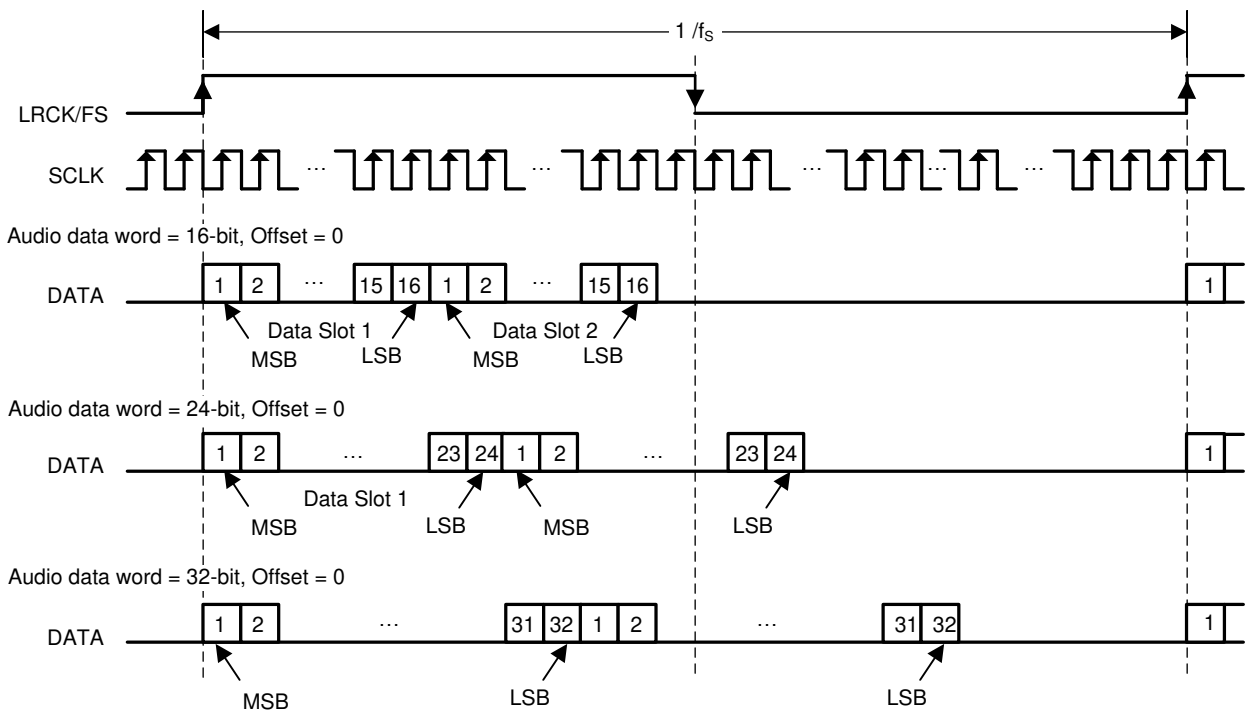 1 /fS
LRCK/FS
SCLK … … … … …
Audio data word = 16-bit, Offset = 0
DATA 1 2 … 15 16 1 2 … 15 16 1
Data Slot 1 Data Slot 2
MSB LSB MSB LSB
Audio data word = 24-bit, Offset = 0
DATA 1 2 … 23 24 1 2 … 23 24 1
Data Slot 1
MSB LSB MSB LSB
Audio data word = 32-bit, Offset = 0
DATA 1 2 … 31 32 1 2 … 31 32 1
MSB LSB LSB